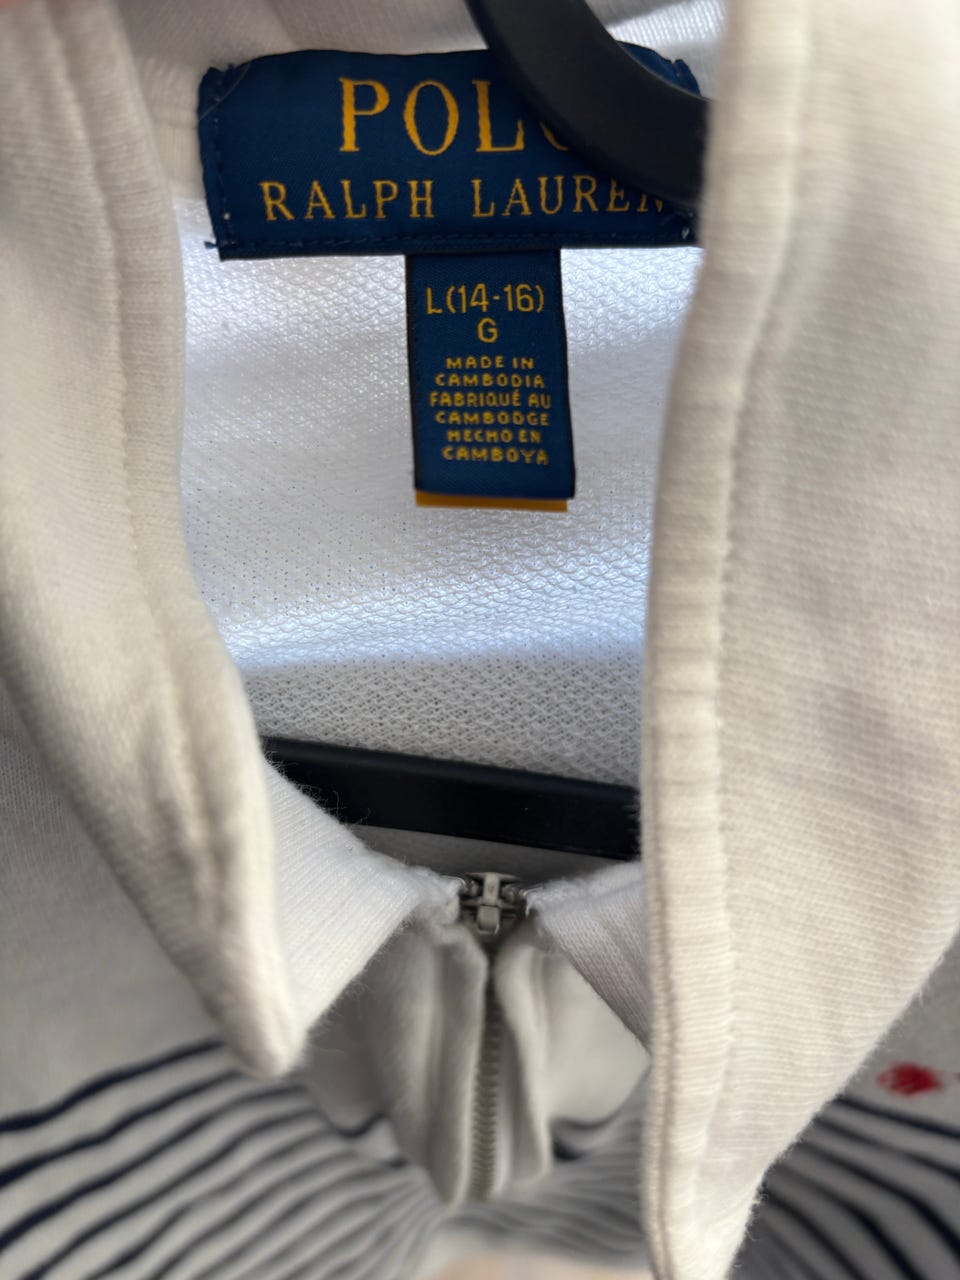 POLO
RALPH LAUREN
L(14-16)
G
MADE IN
CAMBODIA
FABRIQUÉ AU
CAMBODGE
HECHO EN
CAMBOYA